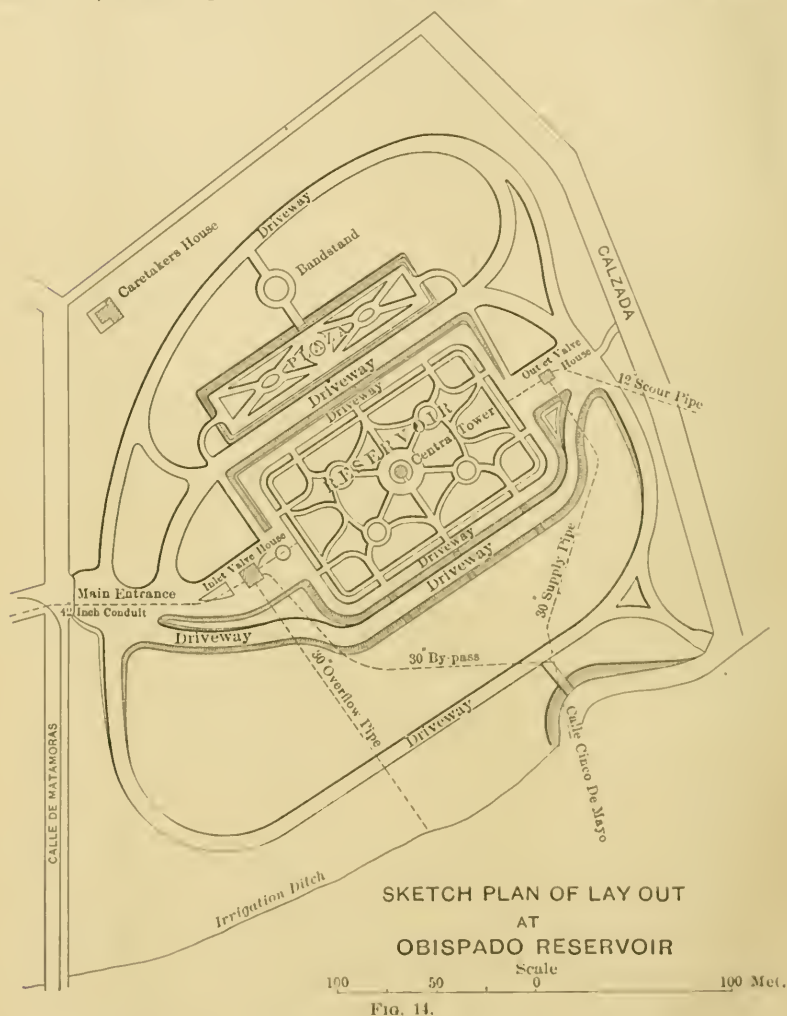 Caretakers House
Driveway
Bandstand
PLAZA
Driveway
Driveway
CALZADA
Out et Valve
House
12" Scour Pipe
RESERVOIR
Central Tower
Inlet Valve House
Driveway
Driveway
Main Entrance
42 Inch Conduit
Driveway
30" Supply Pipe
30" By-pass
30" Overflow Pipe
Driveway
Calle Cinco De Mayo
CALLE DE MATAMORAS
Irrigation Ditch
SKETCH PLAN OF LAY OUT
AT
OBISPADO RESERVOIR
Scale
100 50 0 100 Met.
FIG. 14.